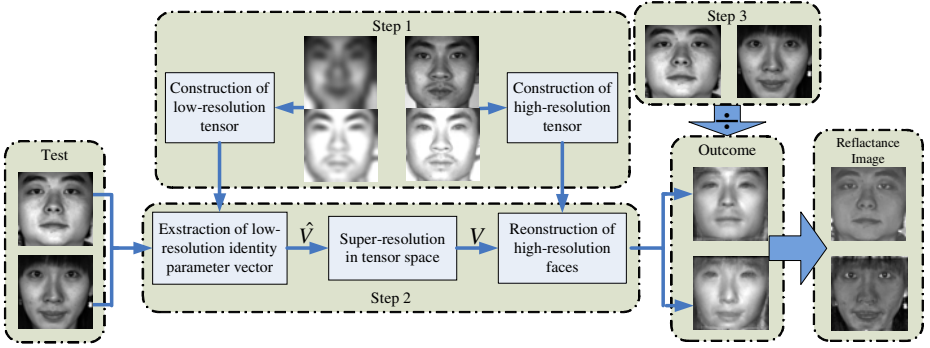 Step 1
Construction of
low-resolution
tensor
Construction of
high-resolution
tensor
Step 3
÷
Test
Exstraction of low-
resolution identity
parameter vector
V̂
Super-resolution
in tensor space
V
Reonstruction of
high-resolution
faces
Step 2
Outcome
Reflactance
Image